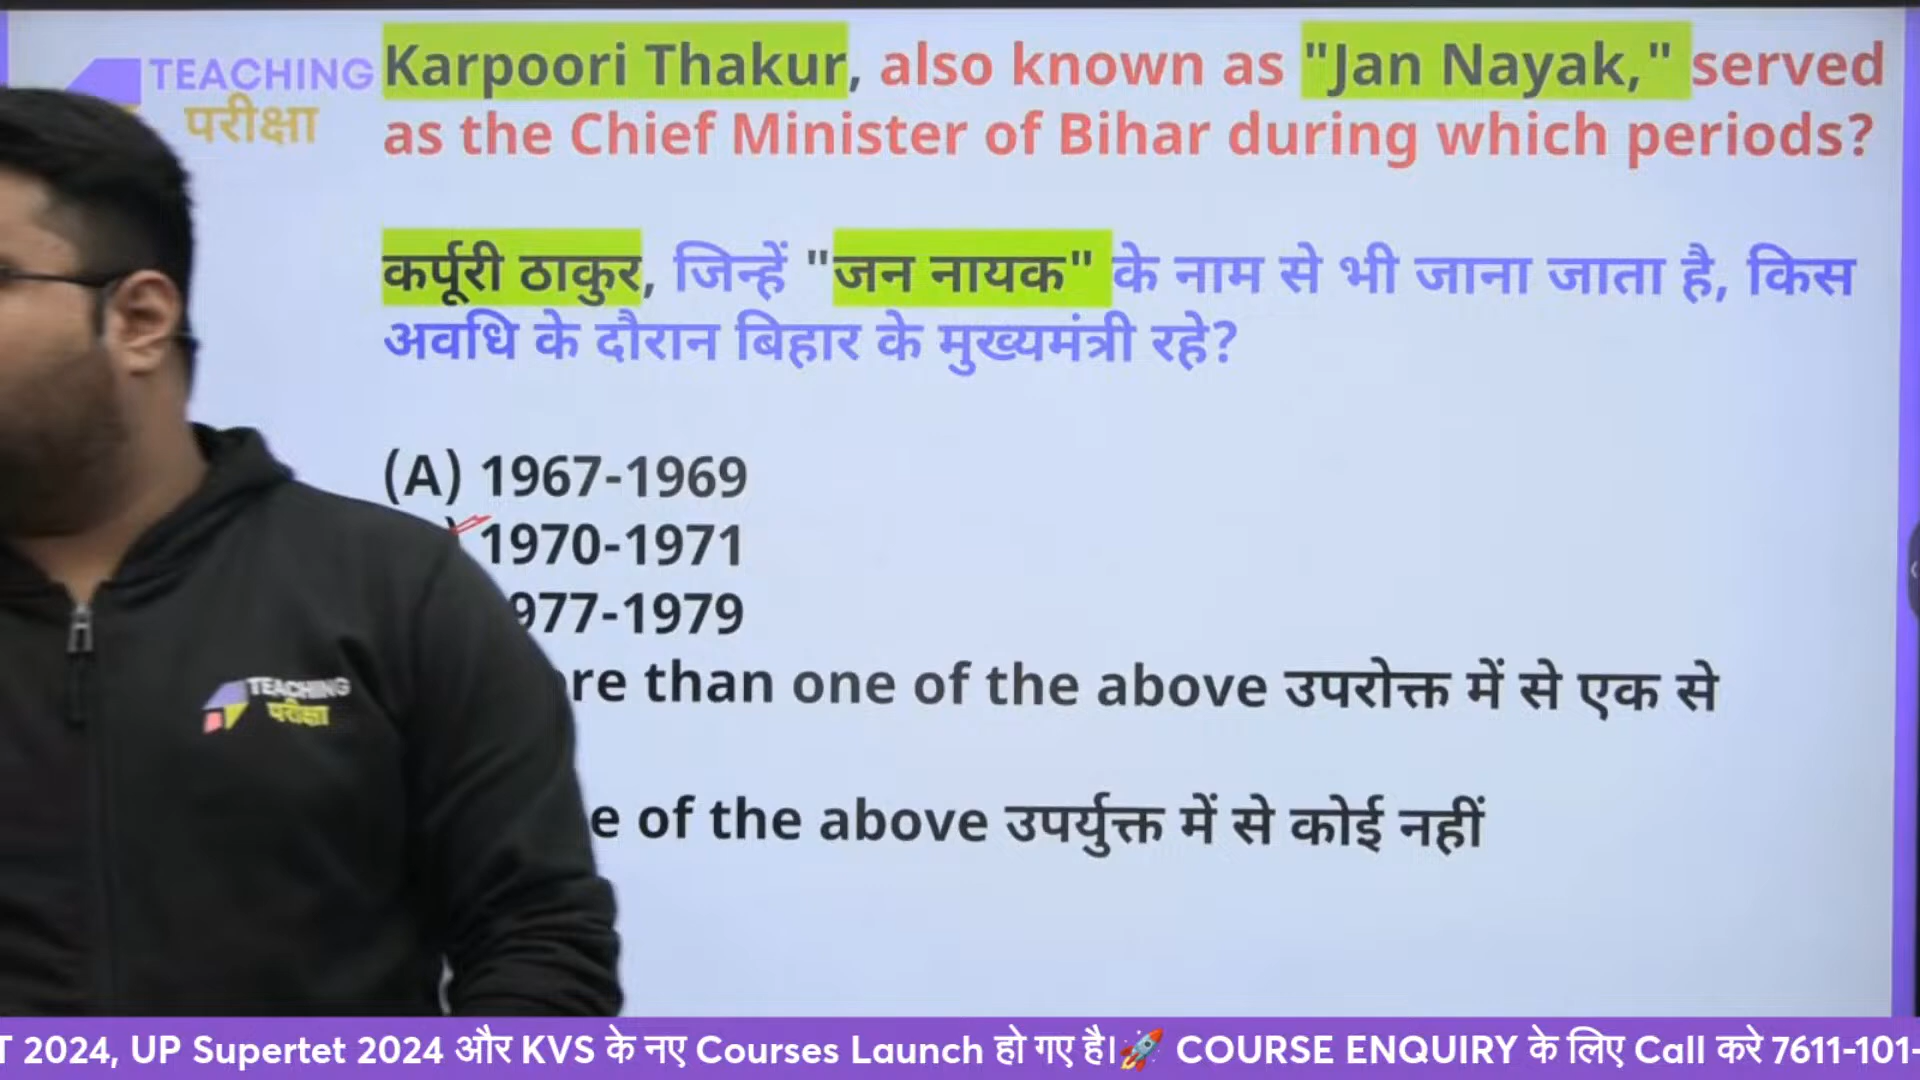 TEACHING
परीक्षा
Karpoori Thakur, also known as "Jan Nayak," served
as the Chief Minister of Bihar during which periods?
कर्पूरी ठाकुर, जिन्हें "जन नायक" के नाम से भी जाना जाता है, किस
अवधि के दौरान बिहार के मुख्यमंत्री रहे?
(A) 1967-1969
) 1970-1971
977-1979
re than one of the above उपरोक्त में से एक से
e of the above उपर्युक्त में से कोई नहीं
TEACHING
परीक्षा
T 2024, UP Supertet 2024 और KVS के नए Courses Launch हो गए है।🚀 COURSE ENQUIRY के लिए Call करे 7611-101-